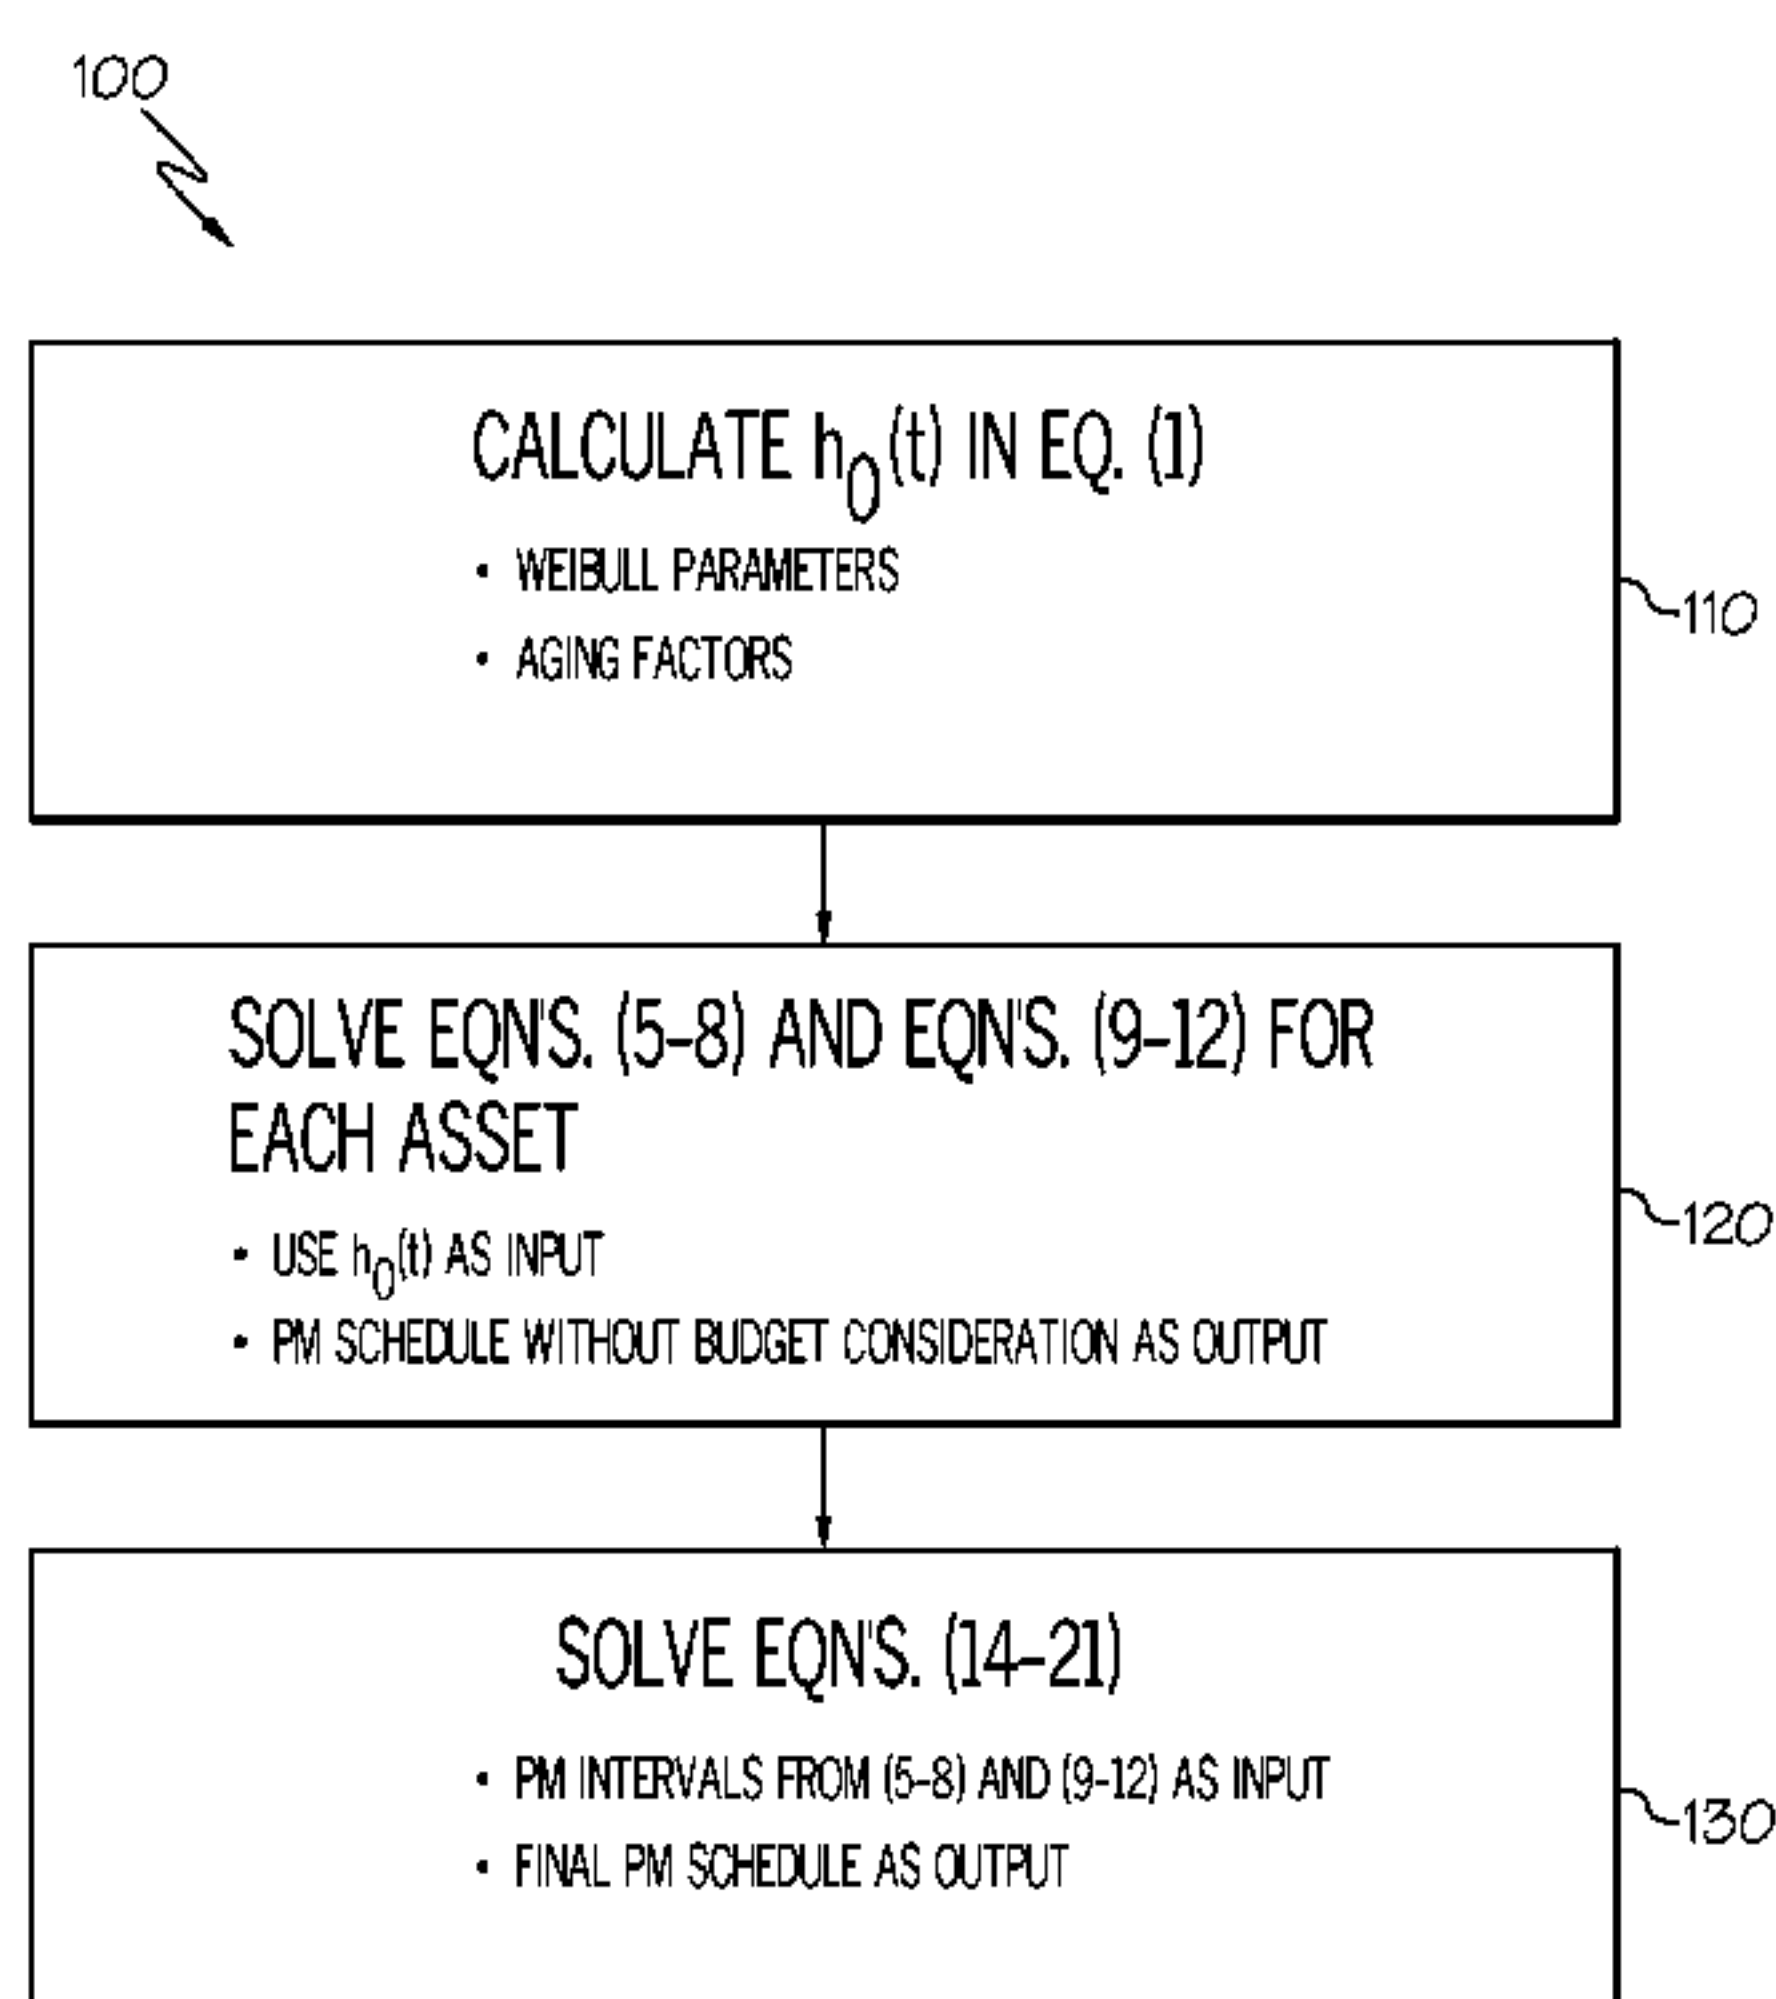 100
CALCULATE h0(t) IN EQ. (1)
• WEIBULL PARAMETERS
• AGING FACTORS
110
SOLVE EQN'S. (5-8) AND EQN'S. (9-12) FOR
EACH ASSET
• USE h0(t) AS INPUT
• PM SCHEDULE WITHOUT BUDGET CONSIDERATION AS OUTPUT
120
SOLVE EQN'S. (14-21)
• PM INTERVALS FROM (5-8) AND (9-12) AS INPUT
• FINAL PM SCHEDULE AS OUTPUT
130